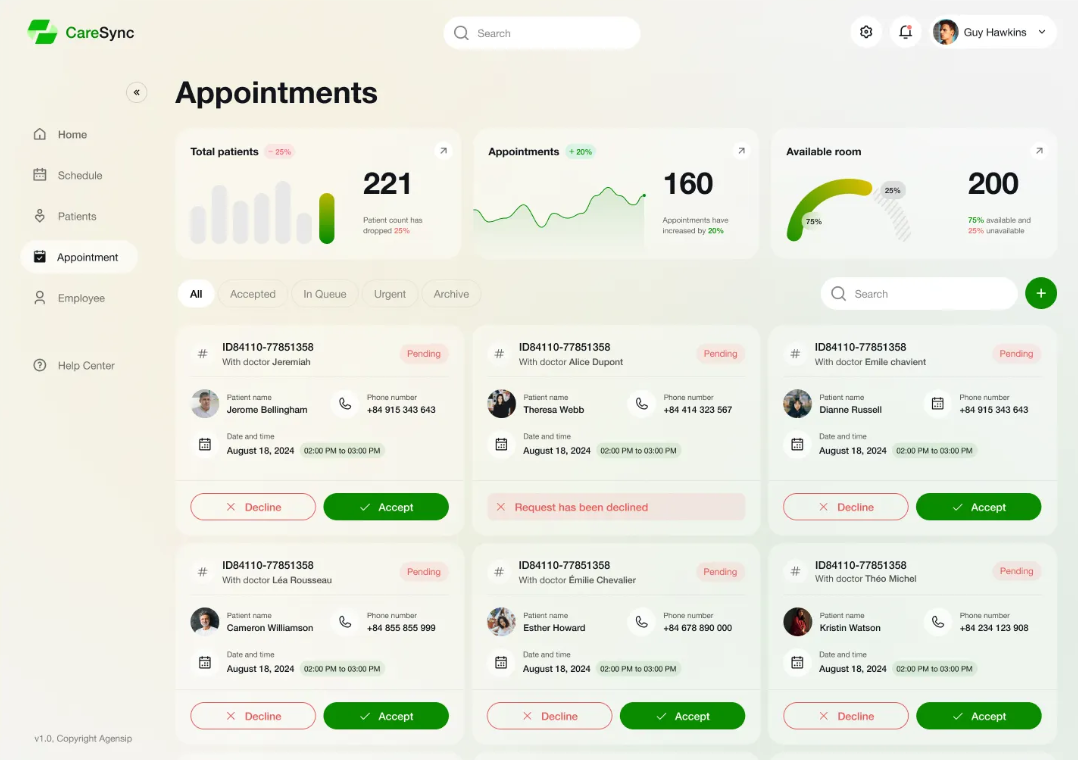 CareSync
Search
Guy Hawkins
Appointments
Home
Schedule
Patients
Appointment
Employee
Help Center
v1.0, Copyright Agensip
Total patients - 25%
221
Patient count has
dropped 25%
Appointments + 20%
160
Appointments have
increased by 20%
Available room
75%
25%
200
75% available and
25% unavailable
All Accepted In Queue Urgent Archive
Search
# ID84110-77851358
With doctor Jeremiah
Pending
Patient name
Jerome Bellingham
Phone number
+84 915 343 643
Date and time
August 18, 2024 02:00 PM to 03:00 PM
Decline Accept
# ID84110-77851358
With doctor Alice Dupont
Pending
Patient name
Theresa Webb
Phone number
+84 414 323 567
Date and time
August 18, 2024 02:00 PM to 03:00 PM
Request has been declined
# ID84110-77851358
With doctor Emile chavient
Pending
Patient name
Dianne Russell
Phone number
+84 915 343 643
Date and time
August 18, 2024 02:00 PM to 03:00 PM
Decline Accept
# ID84110-77851358
With doctor Léa Rousseau
Pending
Patient name
Cameron Williamson
Phone number
+84 855 855 999
Date and time
August 18, 2024 02:00 PM to 03:00 PM
Decline Accept
# ID84110-77851358
With doctor Émilie Chevalier
Pending
Patient name
Esther Howard
Phone number
+84 678 890 000
Date and time
August 18, 2024 02:00 PM to 03:00 PM
Decline Accept
# ID84110-77851358
With doctor Théo Michel
Pending
Patient name
Kristin Watson
Phone number
+84 234 123 908
Date and time
August 18, 2024 02:00 PM to 03:00 PM
Decline Accept